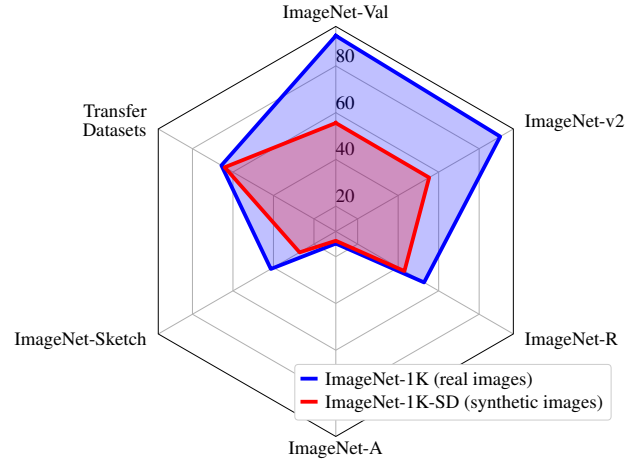 ImageNet-Val
80
Transfer
Datasets
ImageNet-v2
60
40
20
ImageNet-Sketch
ImageNet-R
ImageNet-1K (real images)
ImageNet-1K-SD (synthetic images)
ImageNet-A